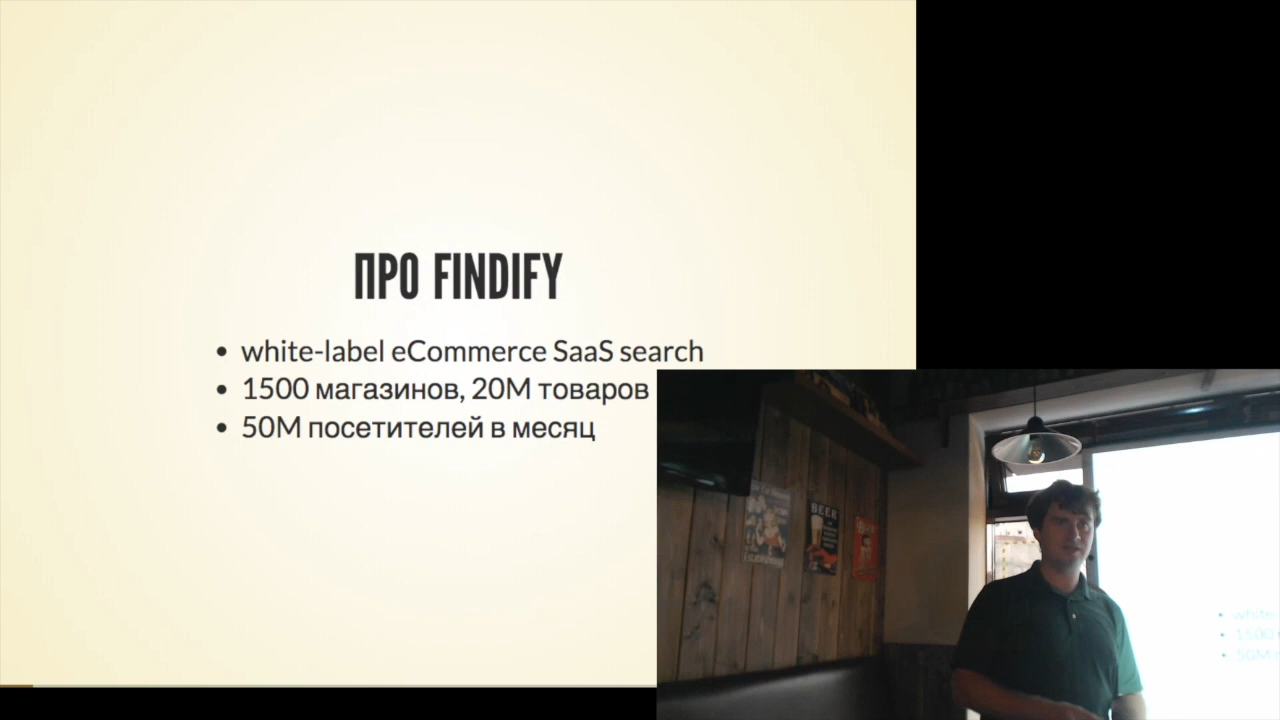 ПРО FINDIFY
white-label eCommerce SaaS search
1500 магазинов, 20M товаров
50M посетителей в месяц
BEER